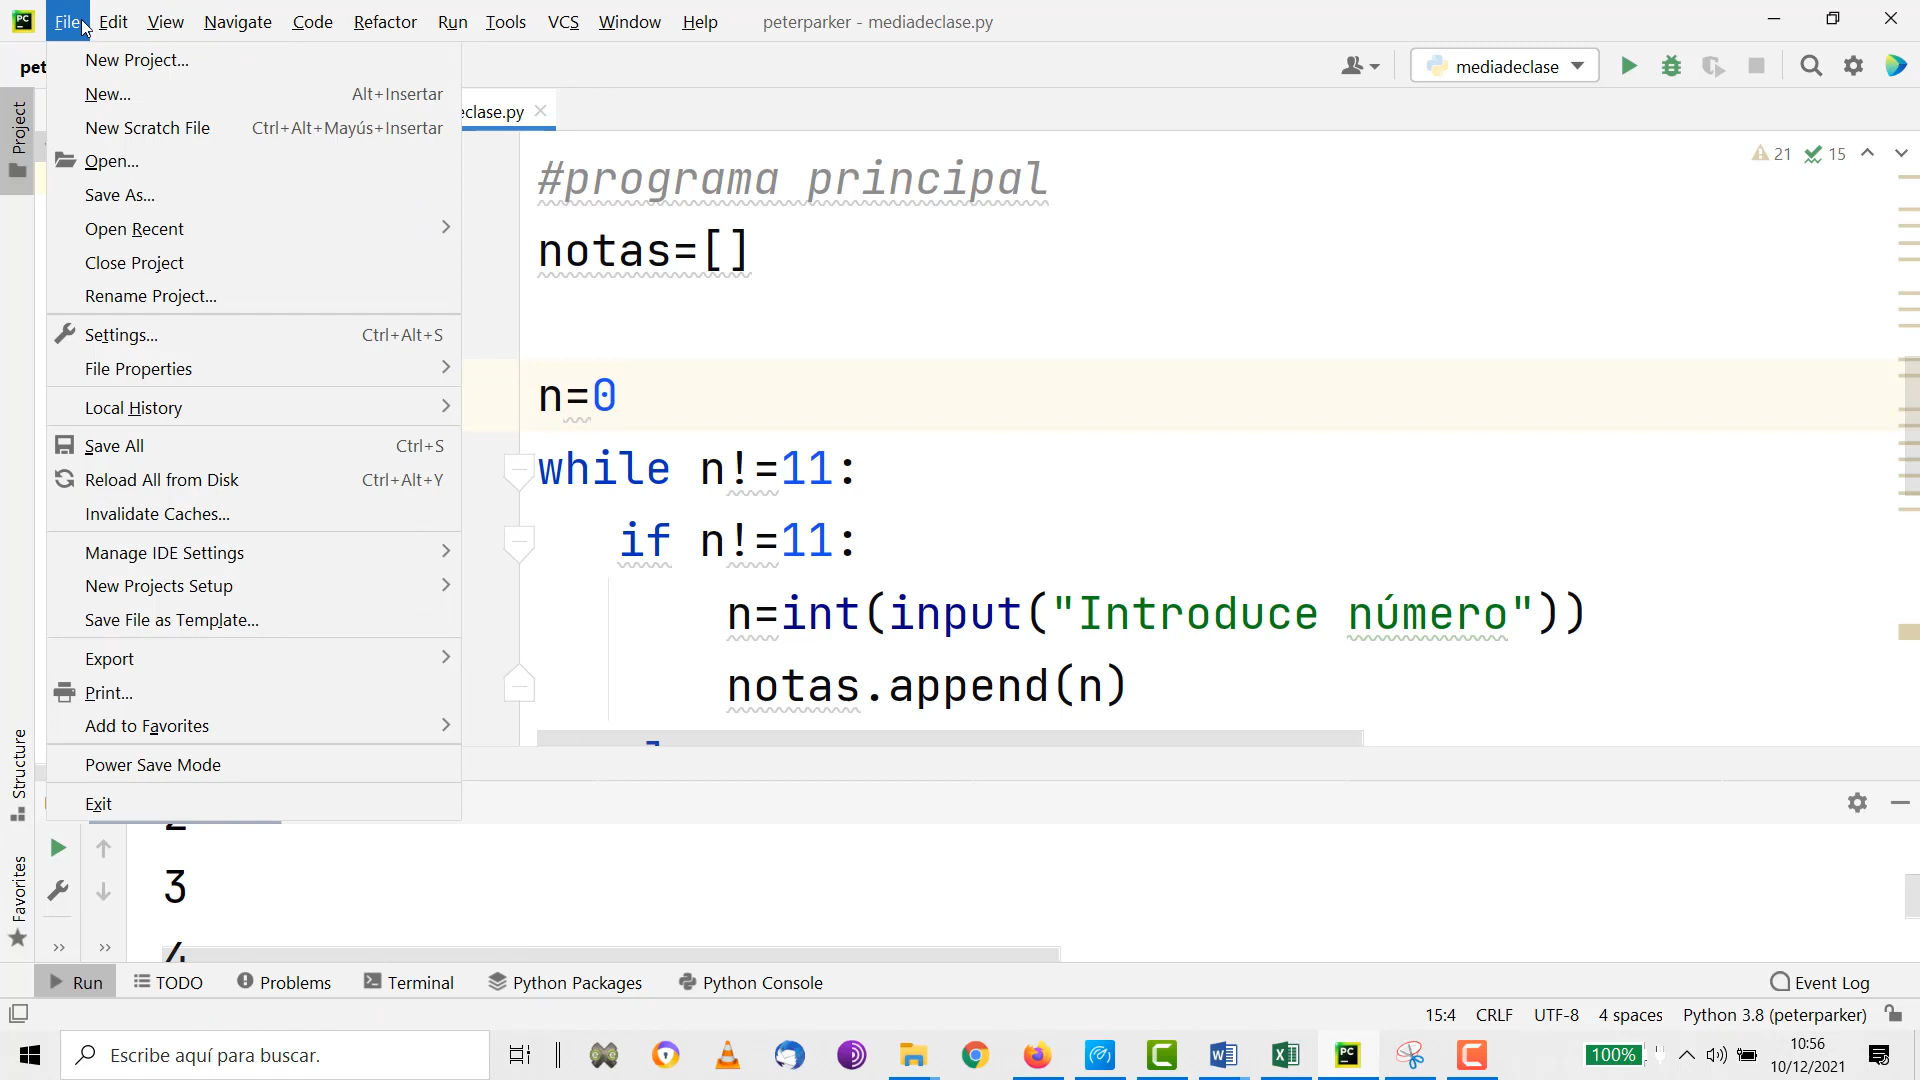 File Edit View Navigate Code Refactor Run Tools VCS Window Help peterparker - mediadeclase.py
pet
mediadeclase
New Project...
New... Alt+Insertar
New Scratch File Ctrl+Alt+Mayús+Insertar
Open...
Save As...
Open Recent
Close Project
Rename Project...
Settings... Ctrl+Alt+S
File Properties
Local History
Save All Ctrl+S
Reload All from Disk Ctrl+Alt+Y
Invalidate Caches...
Manage IDE Settings
New Projects Setup
Save File as Template...
Export
Print...
Add to Favorites
Power Save Mode
Exit
Project
Structure
Favorites
eclase.py
21 15
#programa principal
notas=[]
n=0
while n!=11:
if n!=11:
n=int(input("Introduce número"))
notas.append(n)
2
3
4
Run TODO Problems Terminal Python Packages Python Console Event Log
15:4 CRLF UTF-8 4 spaces Python 3.8 (peterparker)
Escribe aquí para buscar.
100%
10:56
10/12/2021